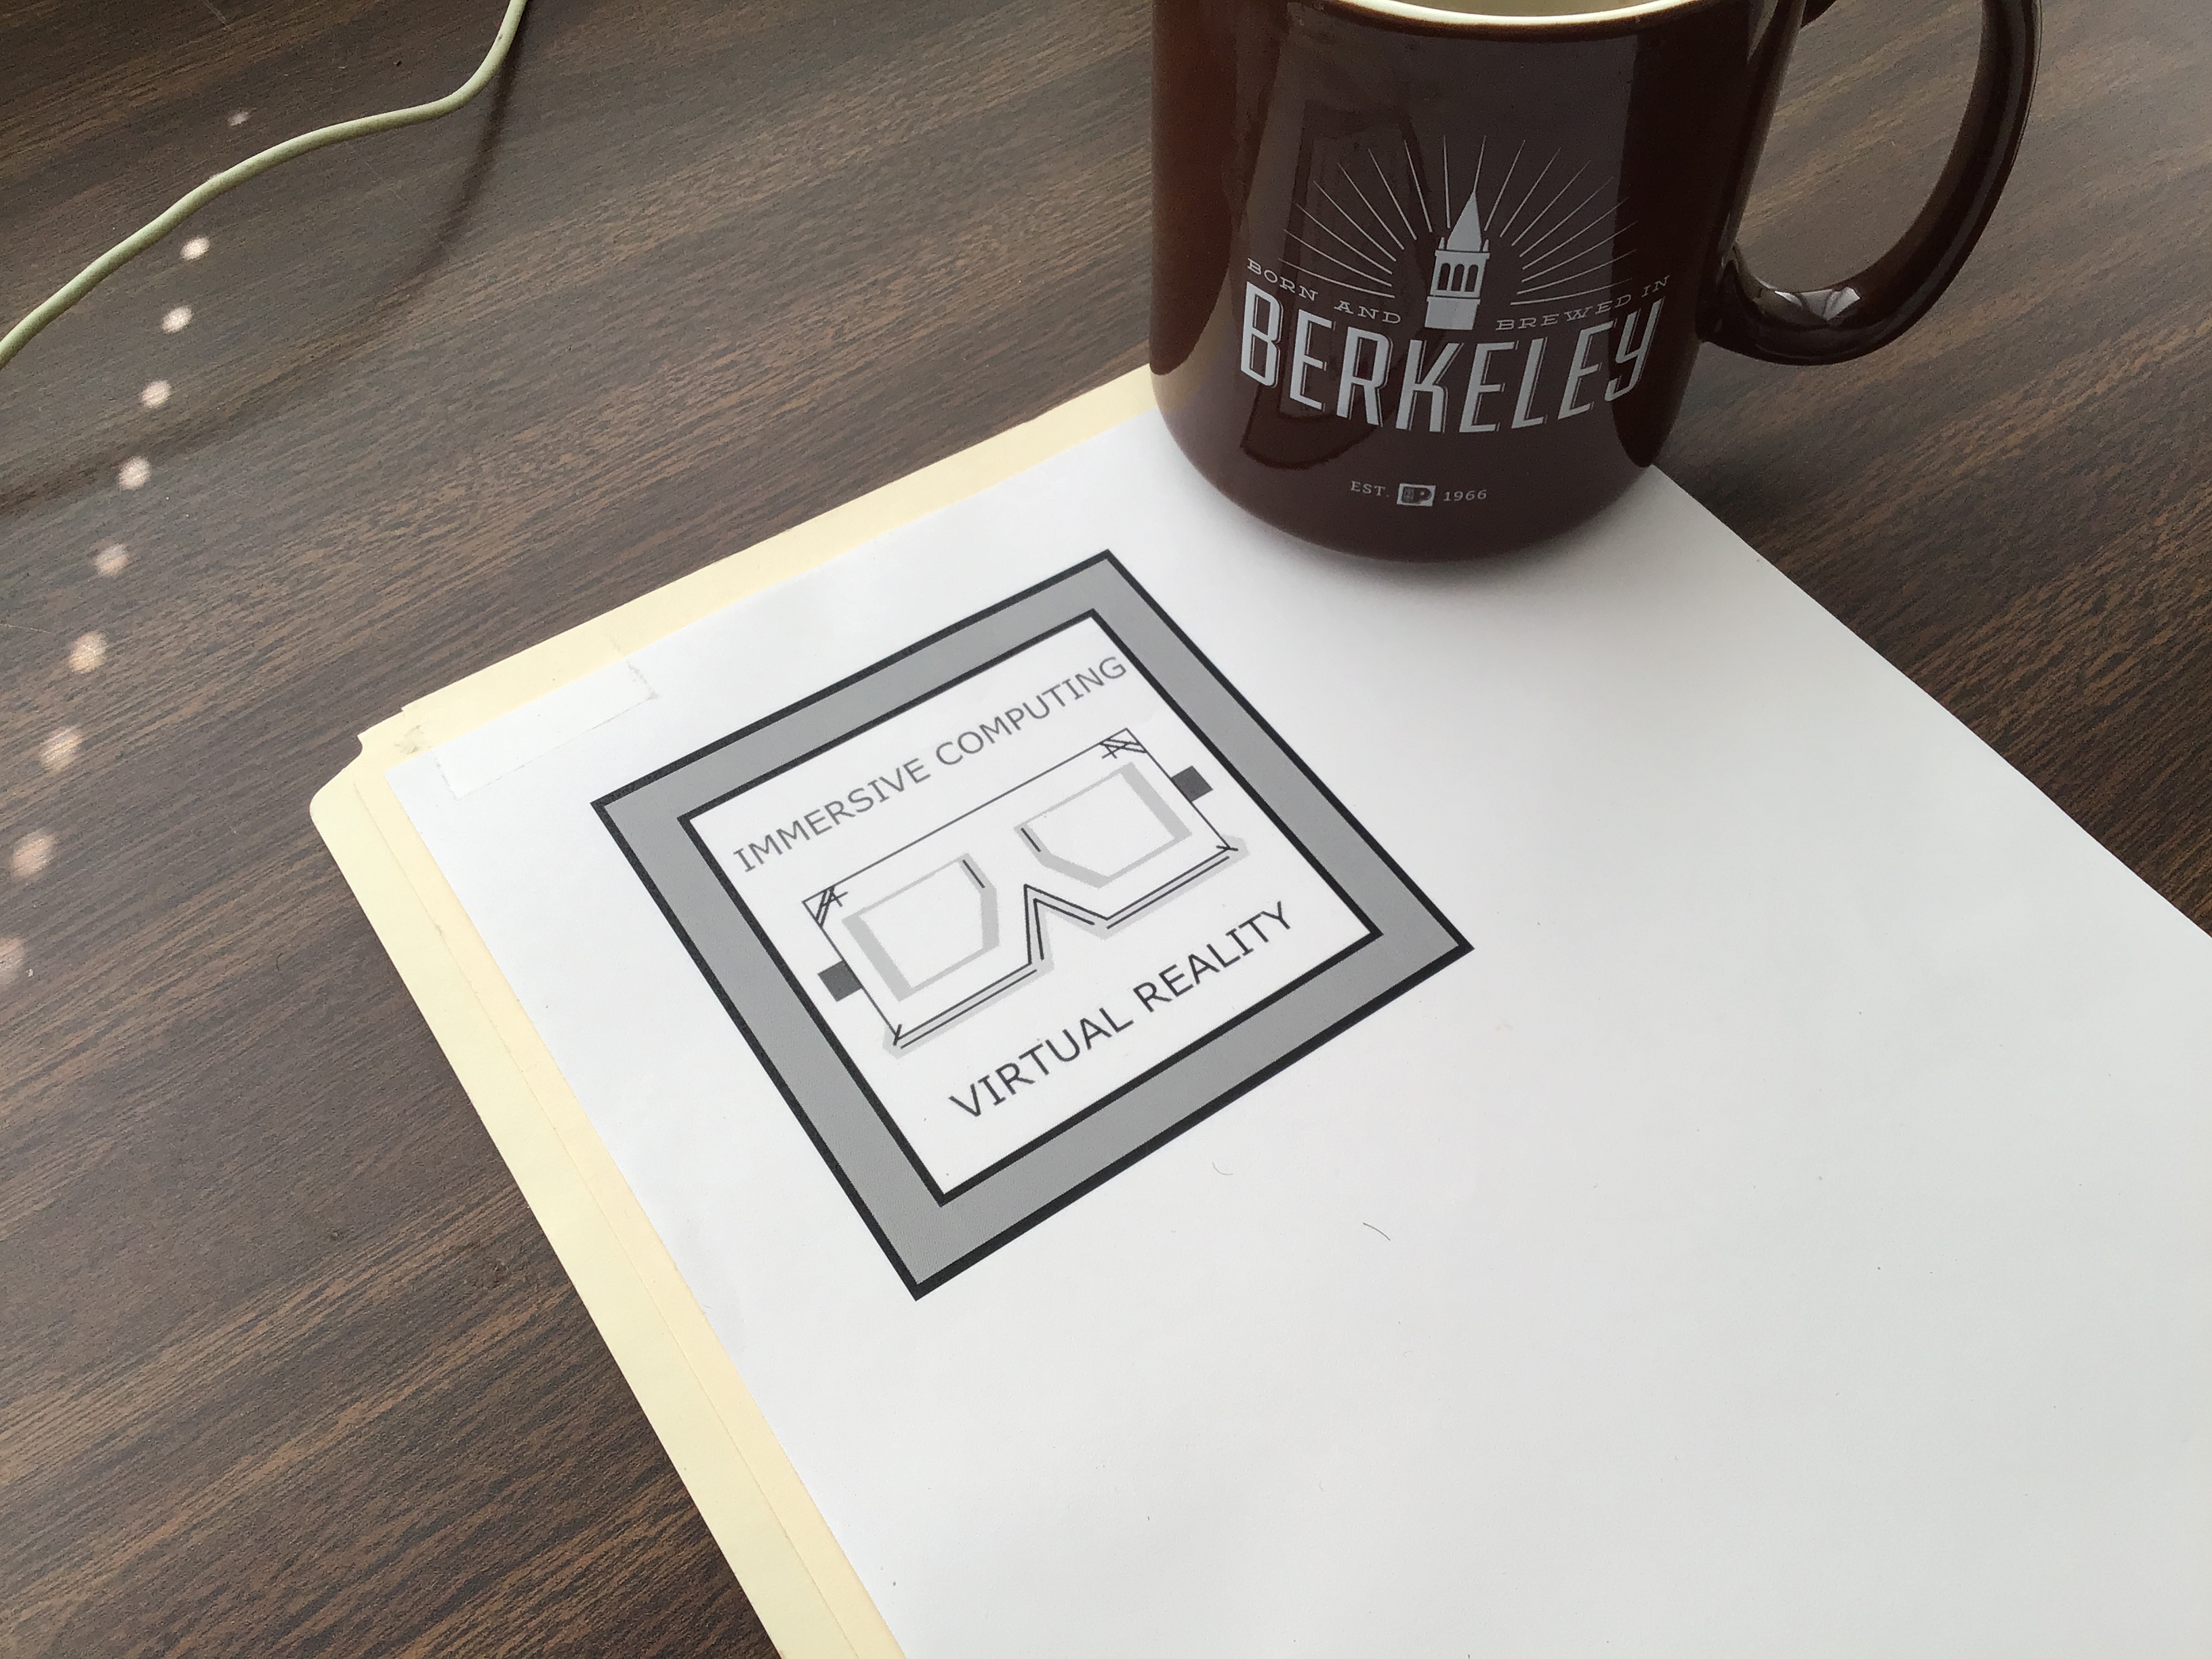 BORN AND BREWED IN
BERKELEY
EST. 1966
IMMERSIVE COMPUTING
VIRTUAL REALITY